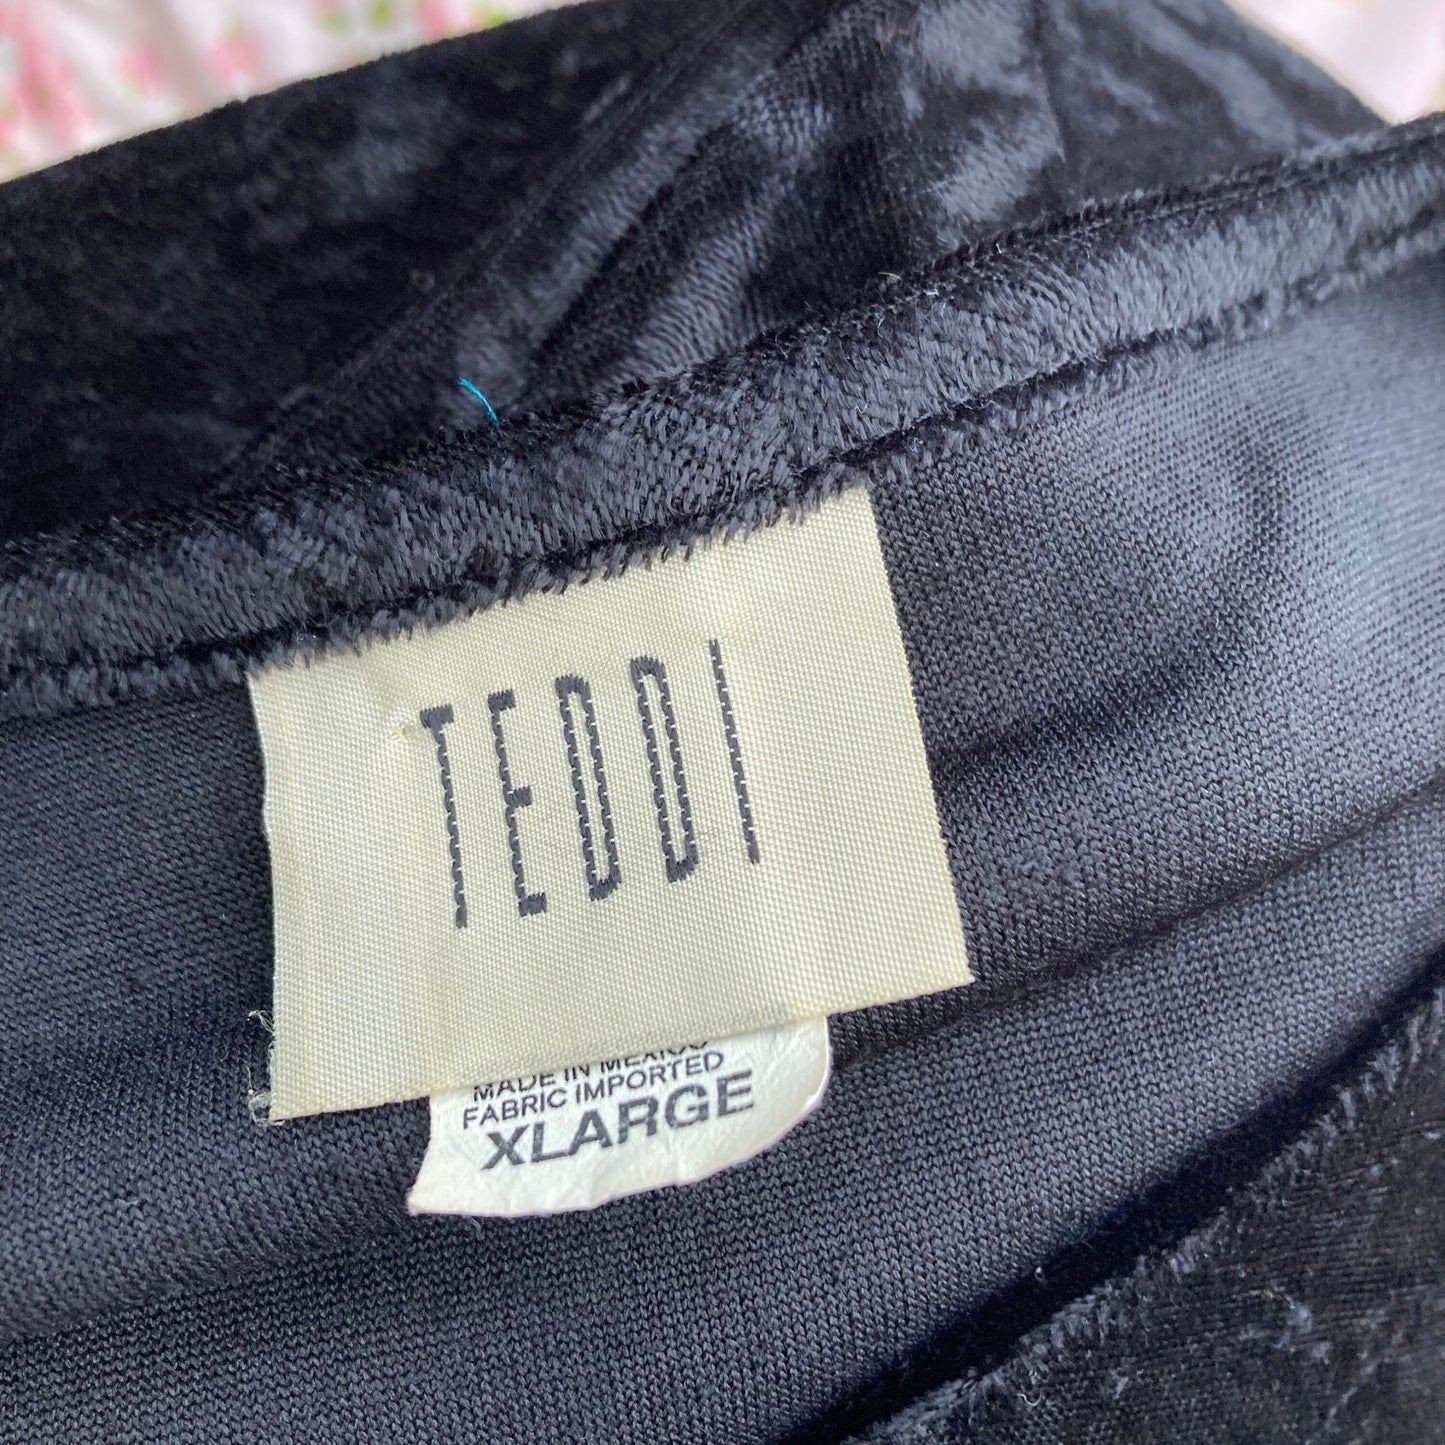 TEDDI
MADE IN MEXICO
FABRIC IMPORTED
XLARGE